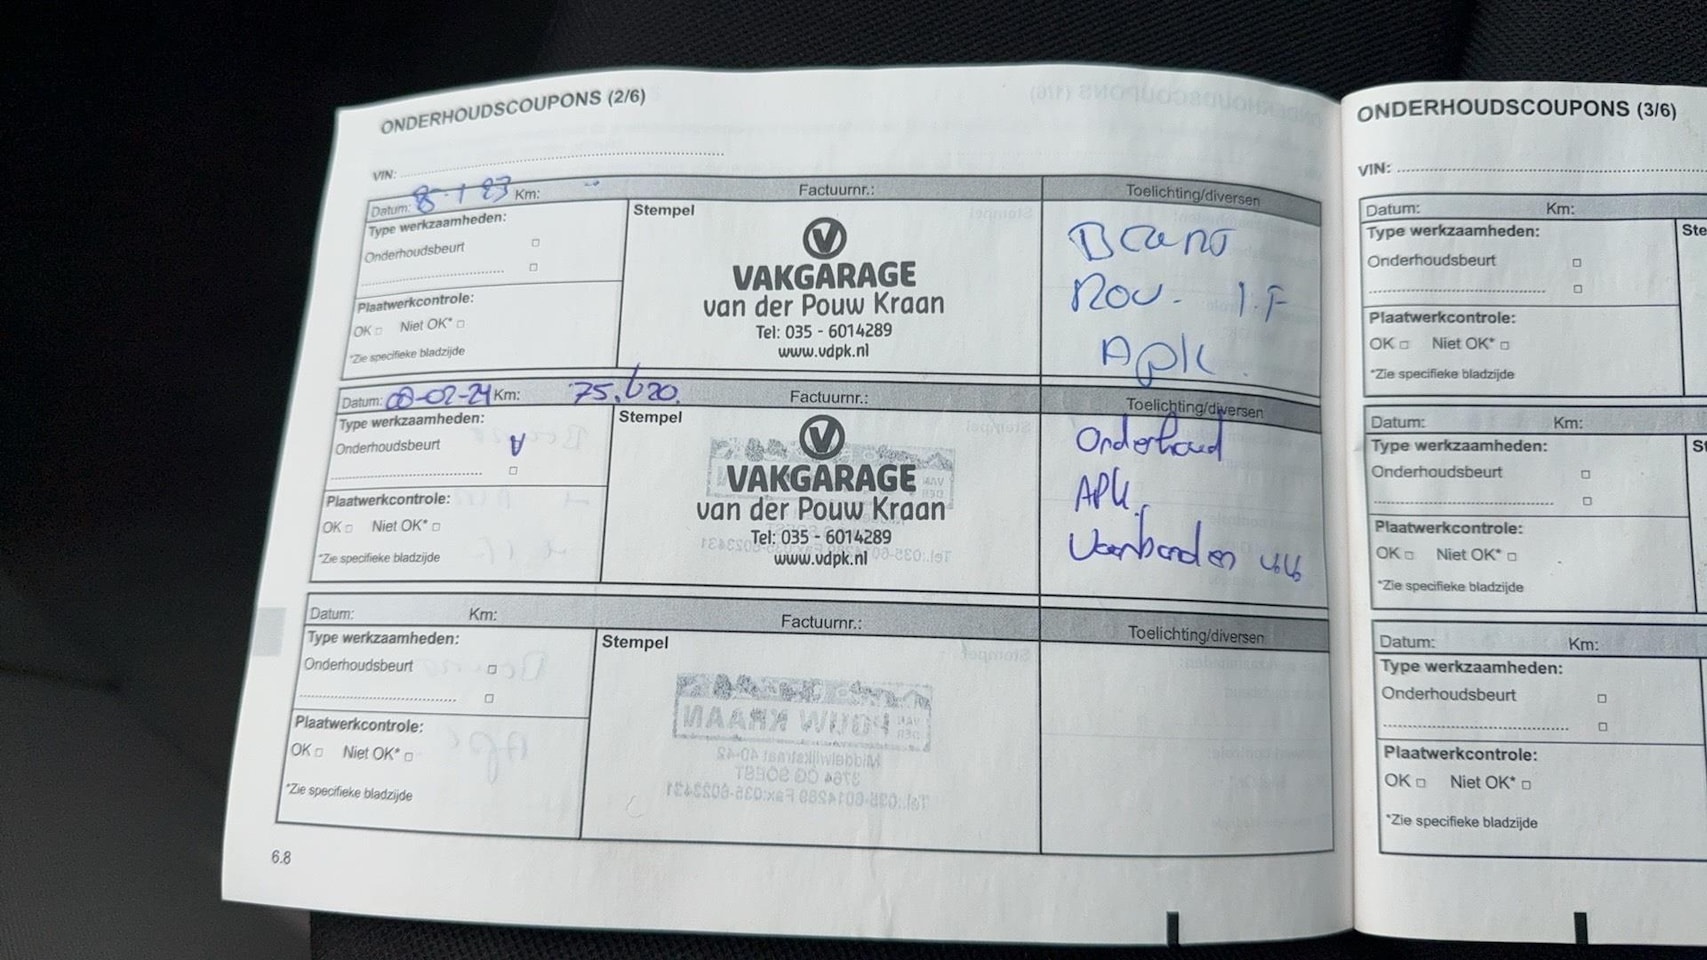 ONDERHOUDSCOUPONS (2/6)
VIN:
Datum: 8-1-23 Km: Factuurnr.: Toelichting/diversen
Type werkzaamheden:
Onderhoudsbeurt
Plaatwerkcontrole:
OK Niet OK*
*Zie specifieke bladzijde
Stempel
VAKGARAGE
van der Pouw Kraan
Tel: 035 - 6014289
www.vdpk.nl
Apk.
Datum: 08-02-24 Km: 75.620 Factuurnr.: Toelichting/diversen
Type werkzaamheden:
Onderhoudsbeurt
Plaatwerkcontrole:
OK Niet OK*
*Zie specifieke bladzijde
Stempel
VAKGARAGE
van der Pouw Kraan
Tel: 035 - 6014289
www.vdpk.nl
Onderhoud
APK.
Voorbanden
Datum: Km: Factuurnr.: Toelichting/diversen
Type werkzaamheden:
Onderhoudsbeurt
Plaatwerkcontrole:
OK Niet OK*
*Zie specifieke bladzijde
Stempel
6.8
ONDERHOUDSCOUPONS (3/6)
VIN:
Datum: Km:
Type werkzaamheden:
Onderhoudsbeurt
Plaatwerkcontrole:
OK Niet OK*
*Zie specifieke bladzijde
Ste
Datum: Km:
Type werkzaamheden:
Onderhoudsbeurt
Plaatwerkcontrole:
OK Niet OK*
*Zie specifieke bladzijde
St
Datum: Km:
Type werkzaamheden:
Onderhoudsbeurt
Plaatwerkcontrole:
OK Niet OK*
*Zie specifieke bladzijde